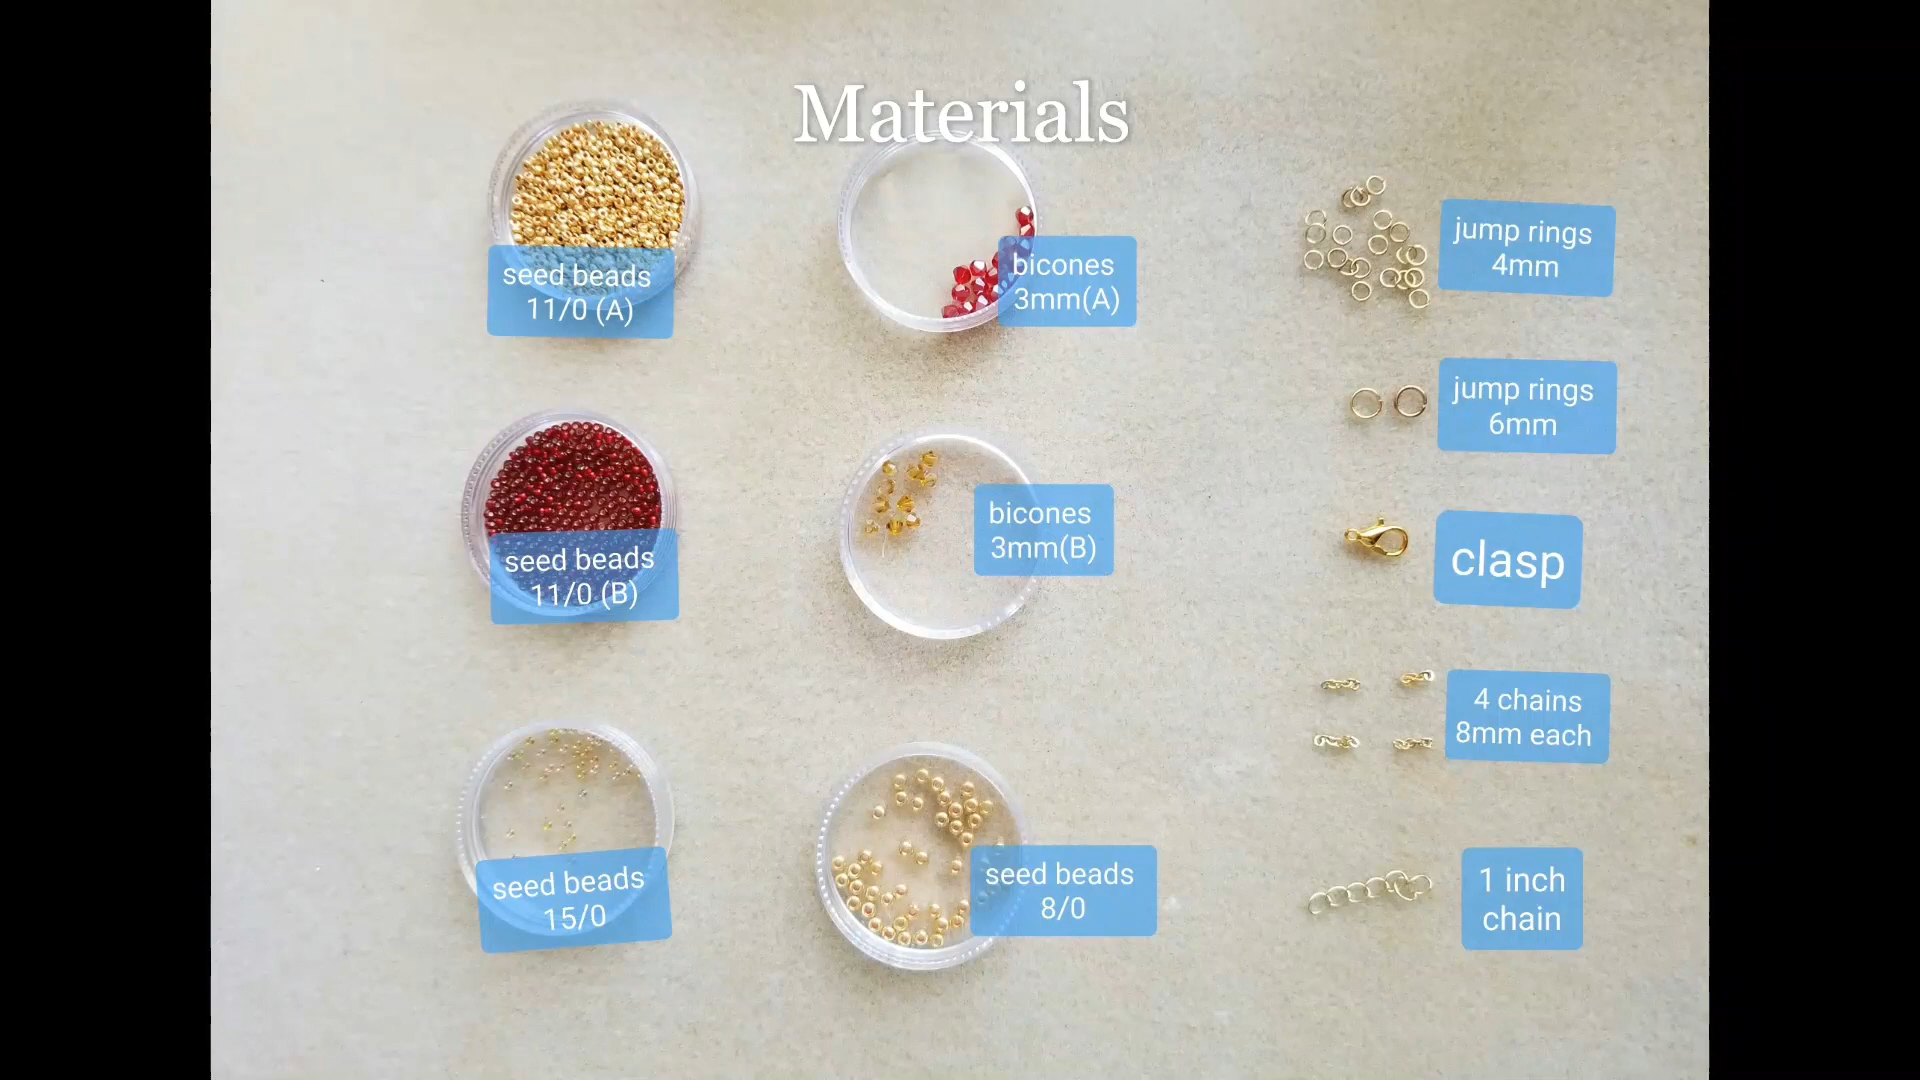 Materials
seed beads
11/0 (A)
bicones
3mm(A)
jump rings
4mm
jump rings
6mm
seed beads
11/0 (B)
bicones
3mm(B)
clasp
4 chains
8mm each
seed beads
15/0
seed beads
8/0
1 inch
chain